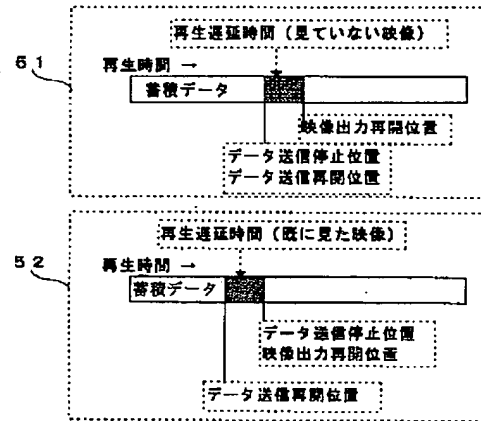 再生遅延時間（見ていない映像）
51
再生時間 →
蓄積データ
映像出力再開位置
データ送信停止位置
データ送信再開位置
再生遅延時間（既に見た映像）
52
再生時間 →
蓄積データ
データ送信停止位置
映像出力再開位置
データ送信再開位置